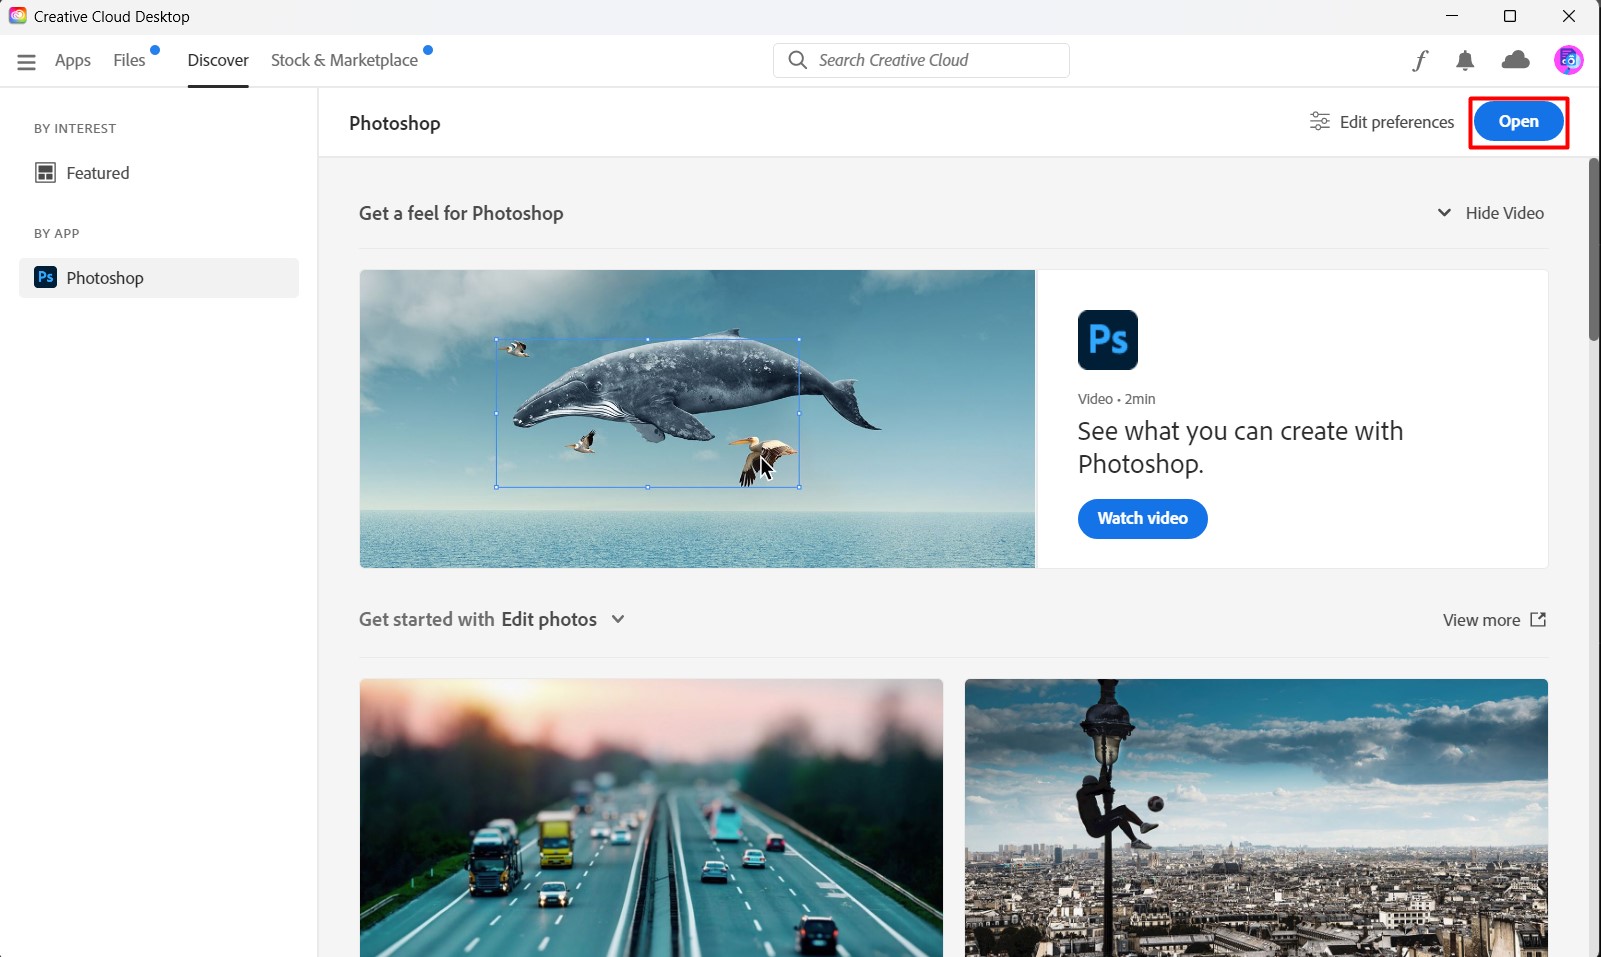 Creative Cloud Desktop
Apps Files Discover Stock & Marketplace Search Creative Cloud
BY INTEREST
Featured
BY APP
Ps Photoshop
Photoshop
Edit preferences Open
Get a feel for Photoshop
Hide Video
Ps
Video • 2min
See what you can create with
Photoshop.
Watch video
Get started with Edit photos
View more